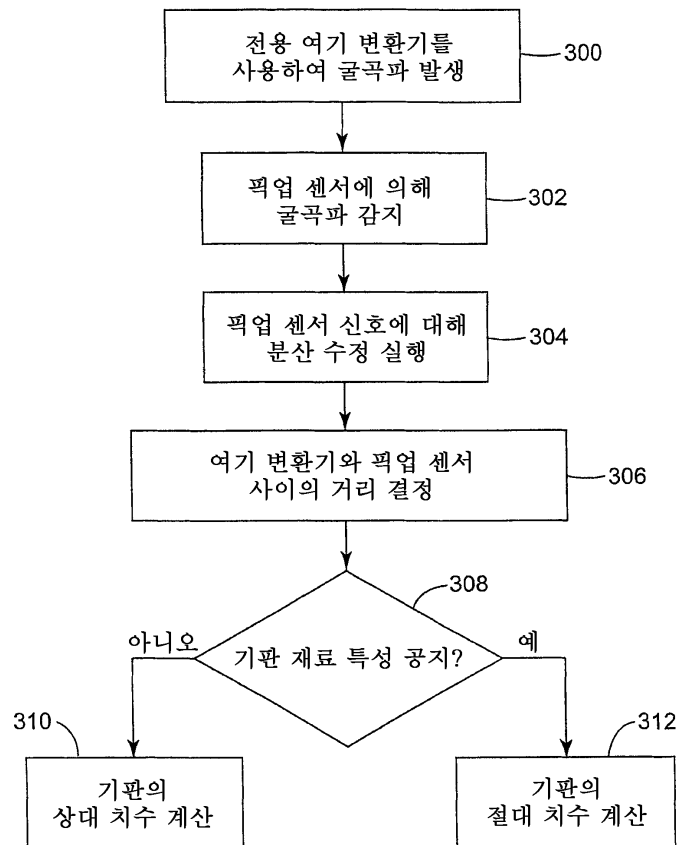 전용 여기 변환기를
사용하여 굴곡파 발생
300
픽업 센서에 의해
굴곡파 감지
302
픽업 센서 신호에 대해
분산 수정 실행
304
여기 변환기와 픽업 센서
사이의 거리 결정
306
308
아니오
기판 재료 특성 공지?
예
310
312
기판의
상대 치수 계산
기판의
절대 치수 계산